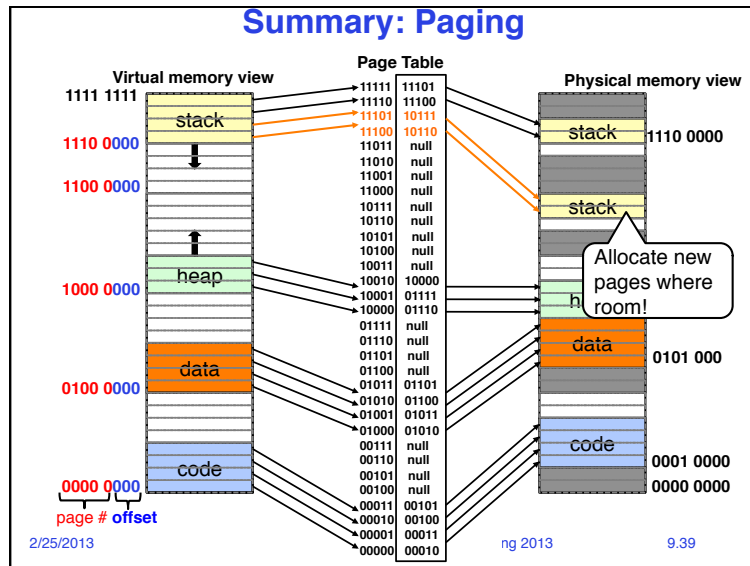 Summary: Paging
Page Table
Virtual memory view
Physical memory view
1111 1111
stack
1110 0000
1100 0000
heap
1000 0000
data
0100 0000
code
0000 0000
page # offset
11111 11101
11110 11100
11101 10111
11100 10110
11011 null
11010 null
11001 null
11000 null
10111 null
10110 null
10101 null
10100 null
10011 null
10010 10000
10001 01111
10000 01110
01111 null
01110 null
01101 null
01100 null
01011 01101
01010 01100
01001 01011
01000 01010
00111 null
00110 null
00101 null
00100 null
00011 00101
00010 00100
00001 00011
00000 00010
stack
1110 0000
stack
Allocate new
pages where
room!
data
0101 000
code
0001 0000
0000 0000
2/25/2013
ng 2013
9.39